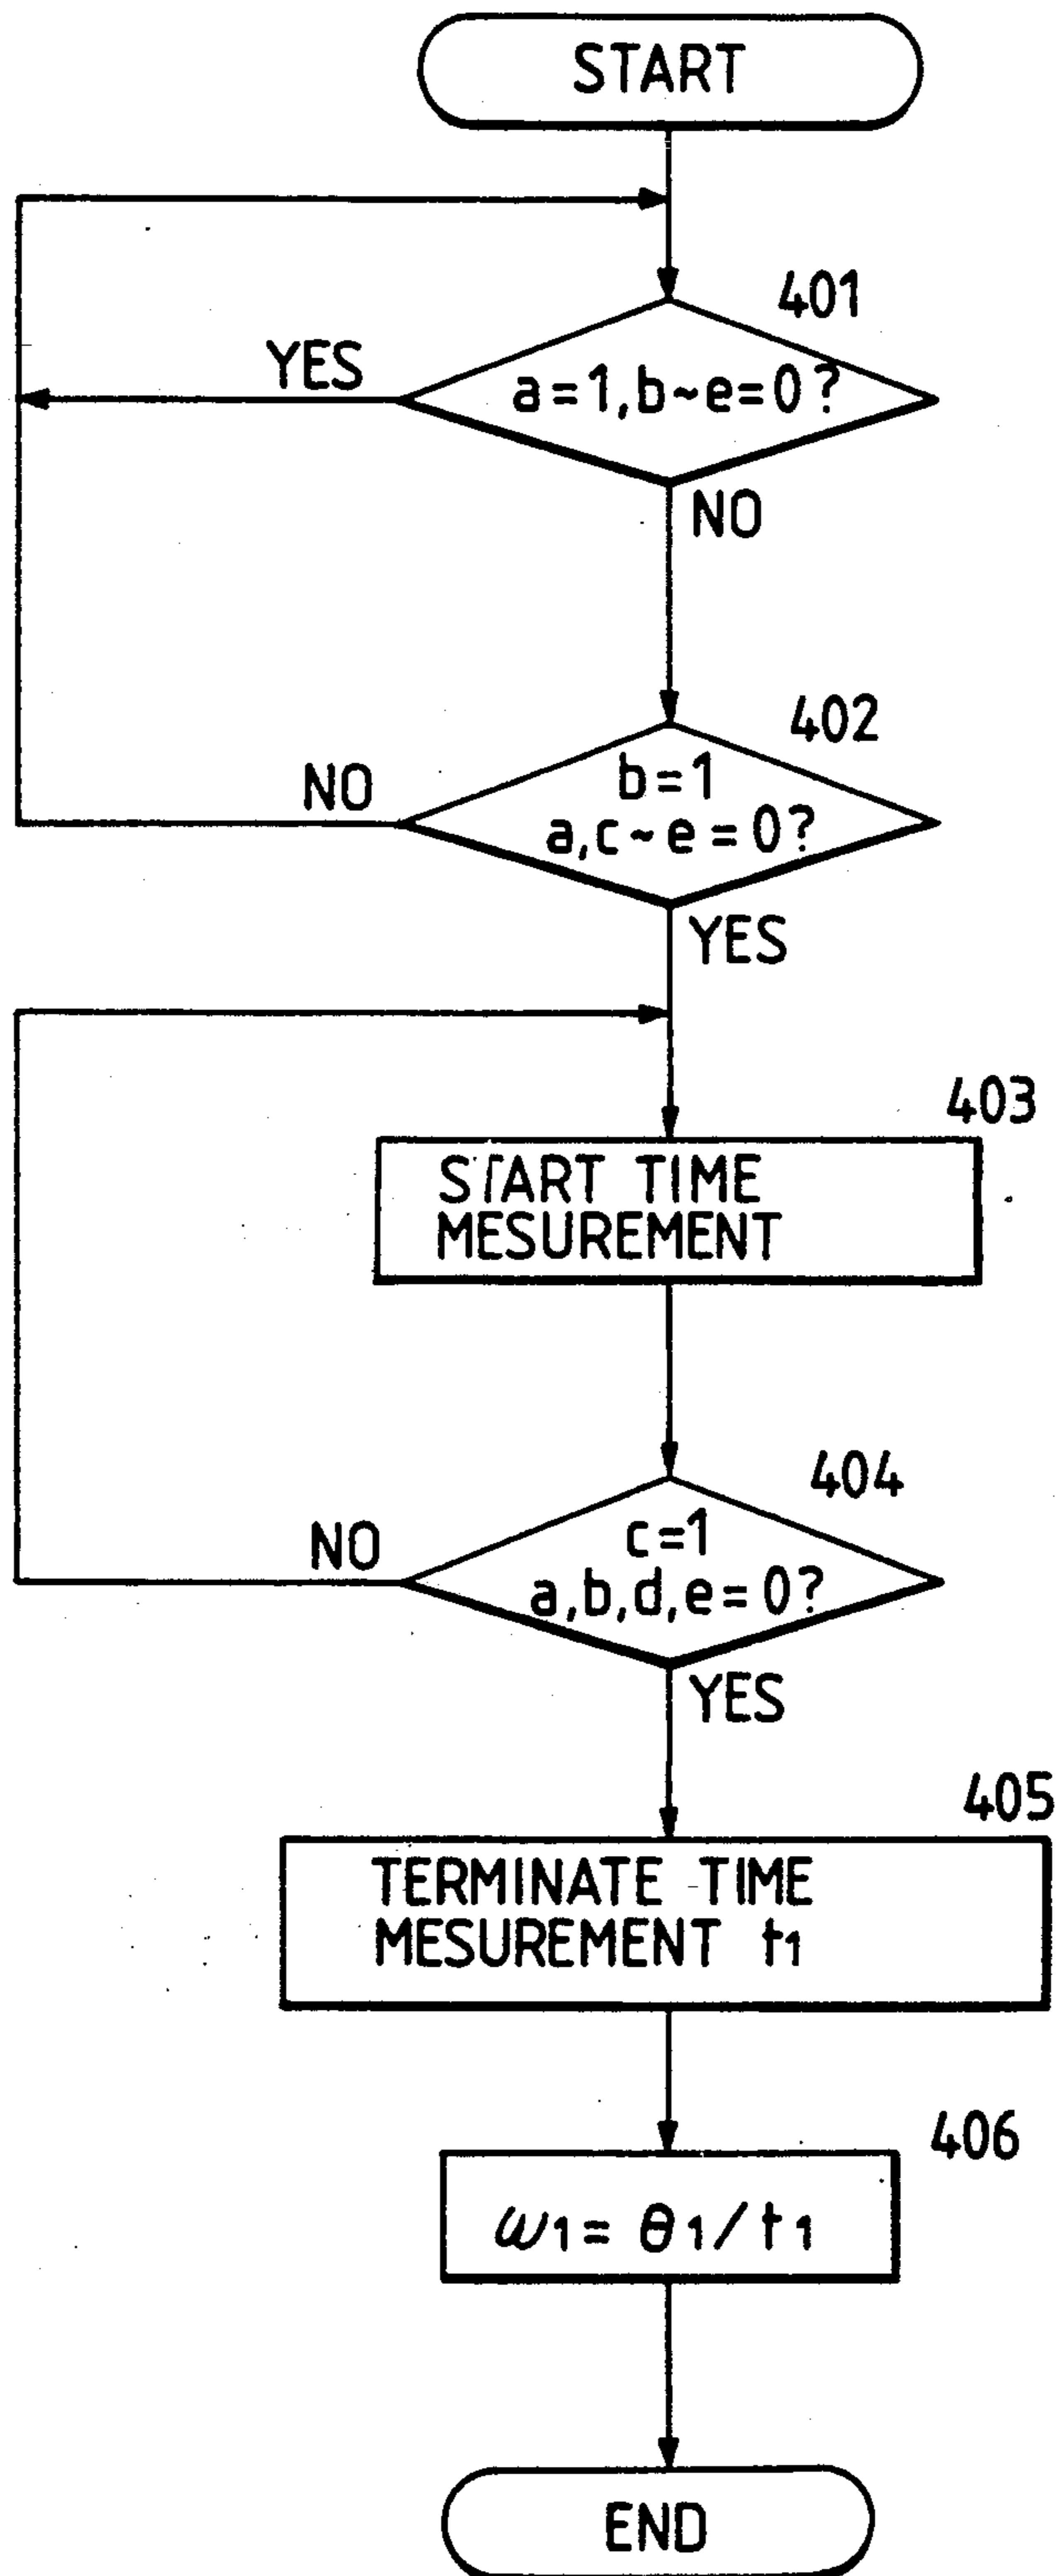 START
401
YES
a=1,b~e=0?
NO
402
NO
b=1
a,c~e=0?
YES
403
START TIME
MESUREMENT
404
NO
c=1
a,b,d,e=0?
YES
405
TERMINATE TIME
MESUREMENT t₁
406
ω₁=θ₁/t₁
END